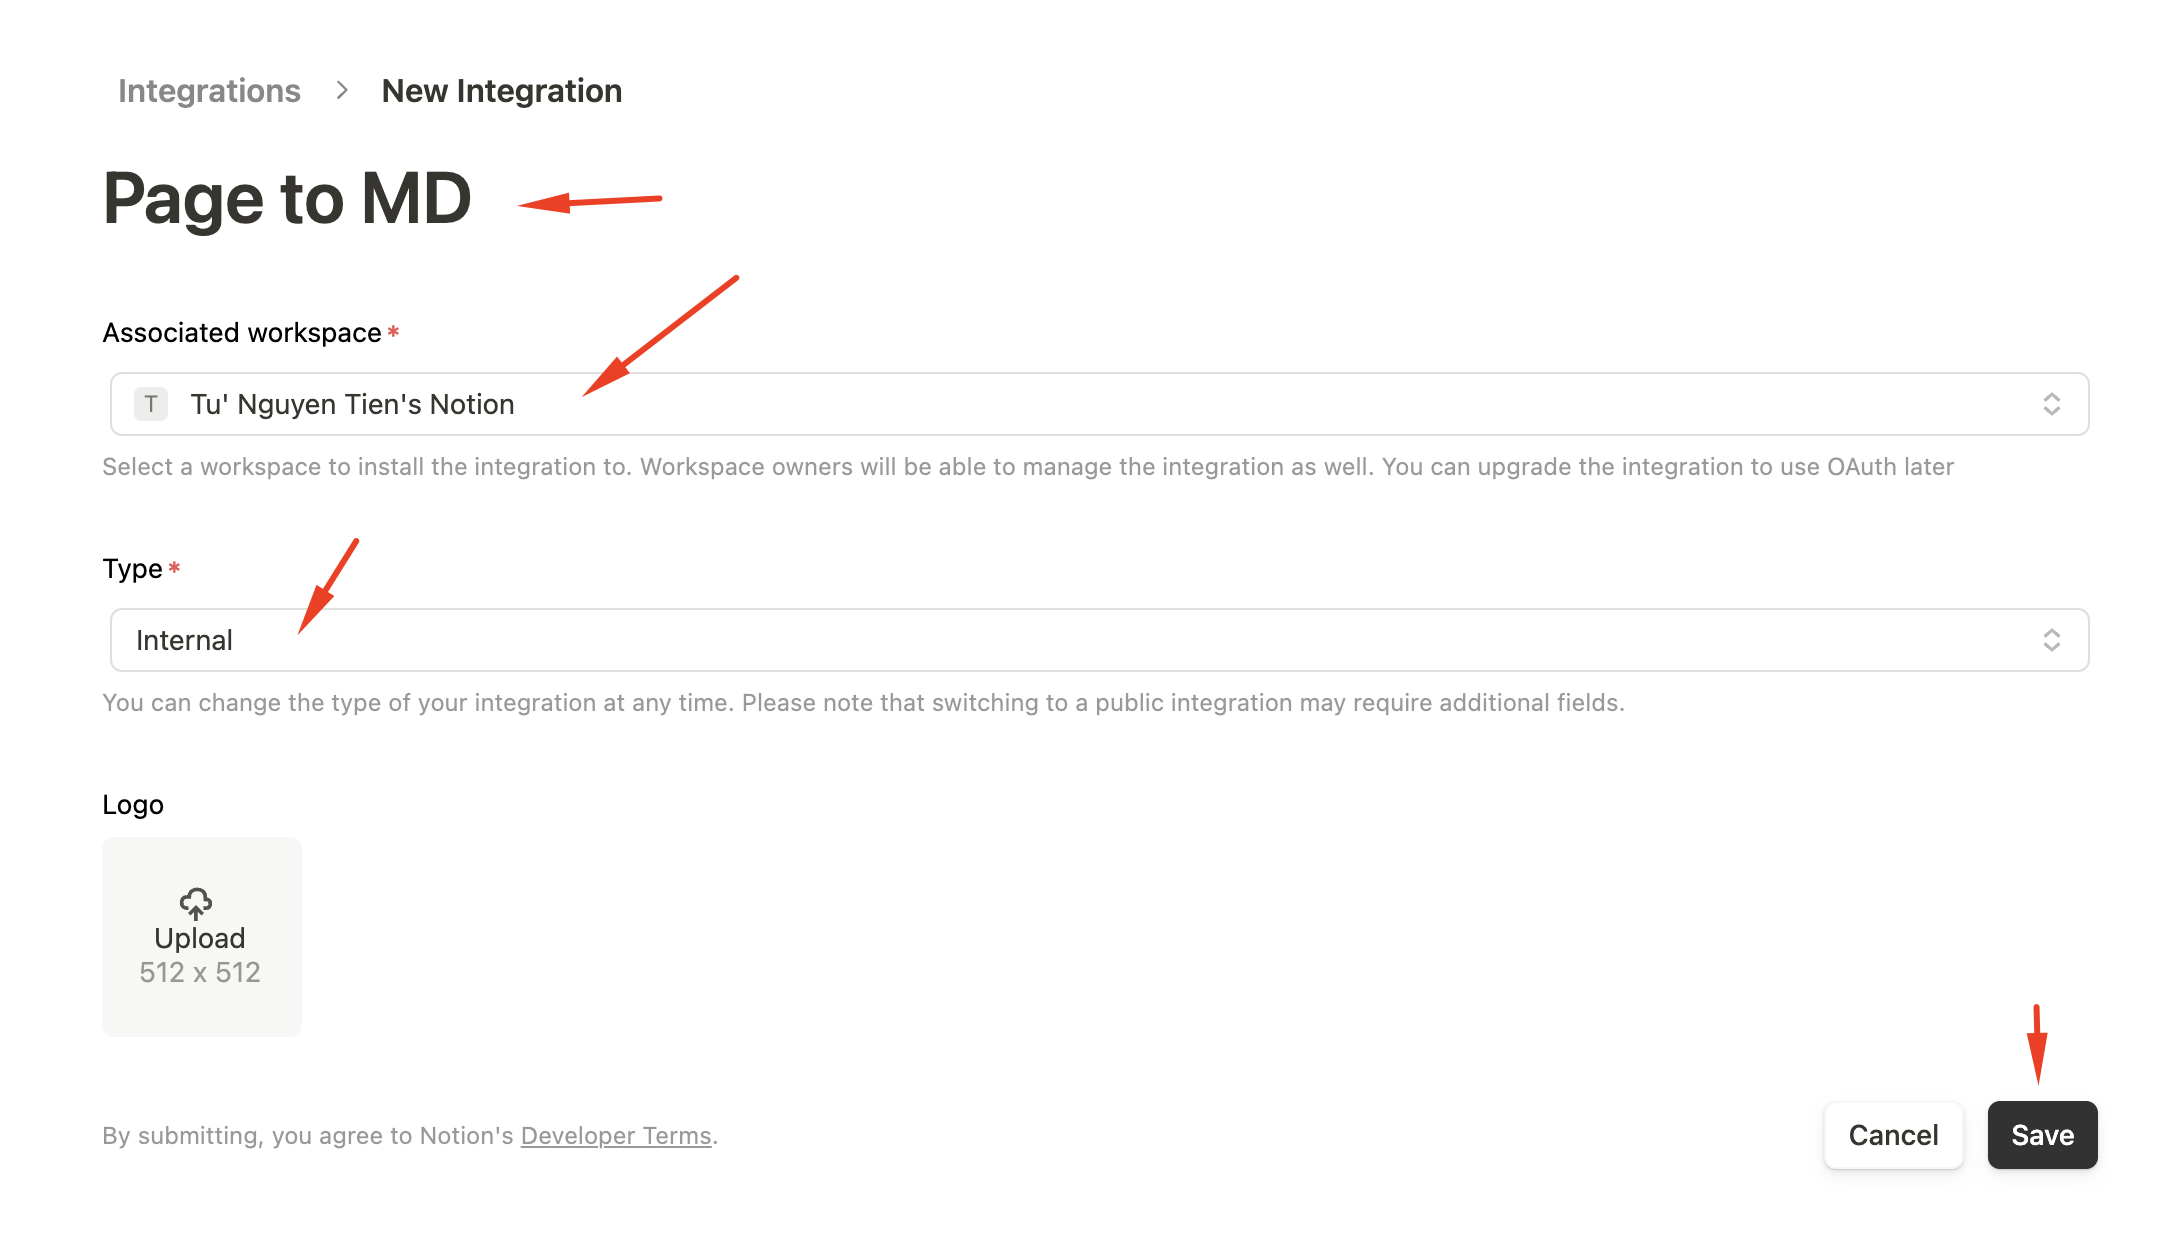 Integrations > New Integration
Page to MD
Associated workspace *
T Tu' Nguyen Tien's Notion
Select a workspace to install the integration to. Workspace owners will be able to manage the integration as well. You can upgrade the integration to use OAuth later
Type *
Internal
You can change the type of your integration at any time. Please note that switching to a public integration may require additional fields.
Logo
Upload
512 x 512
By submitting, you agree to Notion's Developer Terms.
Cancel
Save